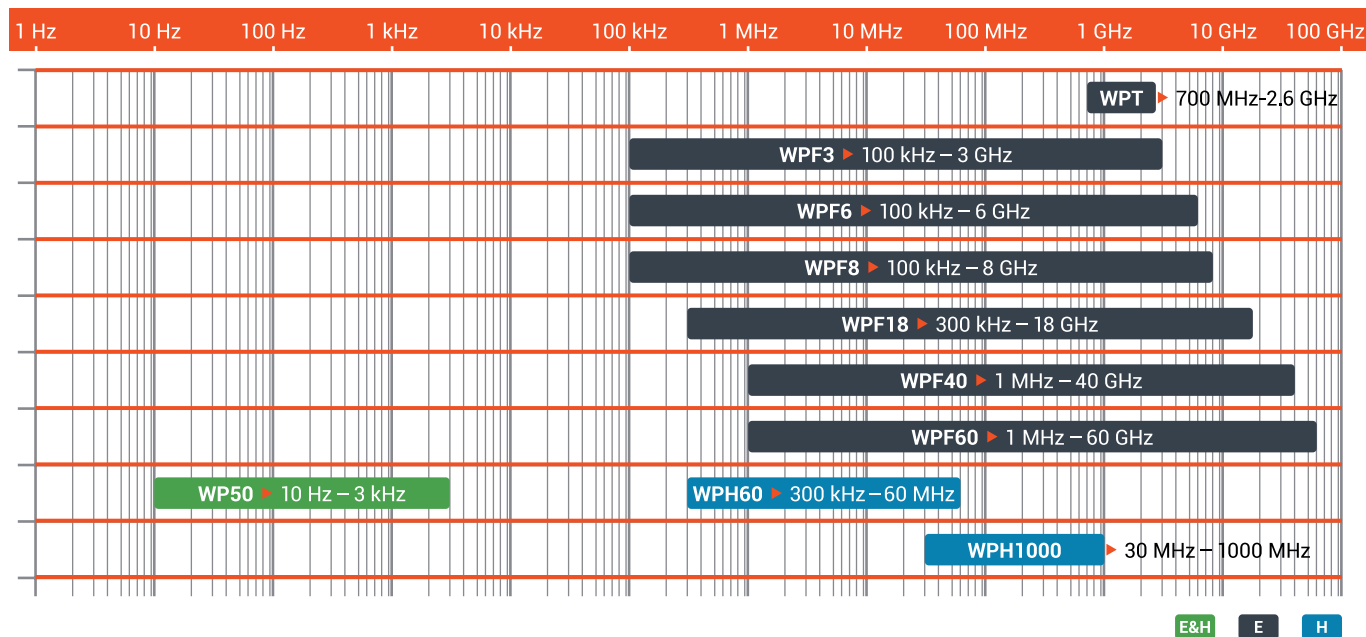 1 Hz 10 Hz 100 Hz 1 kHz 10 kHz 100 kHz 1 MHz 10 MHz 100 MHz 1 GHz 10 GHz 100 GHz
WPT ▶ 700 MHz-2.6 GHz
WPF3 ▶ 100 kHz – 3 GHz
WPF6 ▶ 100 kHz – 6 GHz
WPF8 ▶ 100 kHz – 8 GHz
WPF18 ▶ 300 kHz – 18 GHz
WPF40 ▶ 1 MHz – 40 GHz
WPF60 ▶ 1 MHz – 60 GHz
WP50 ▶ 10 Hz – 3 kHz WPH60 ▶ 300 kHz – 60 MHz
WPH1000 ▶ 30 MHz – 1000 MHz
E&H E H